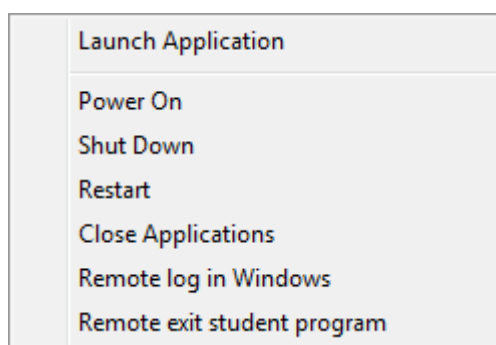 Launch Application
Power On
Shut Down
Restart
Close Applications
Remote log in Windows
Remote exit student program